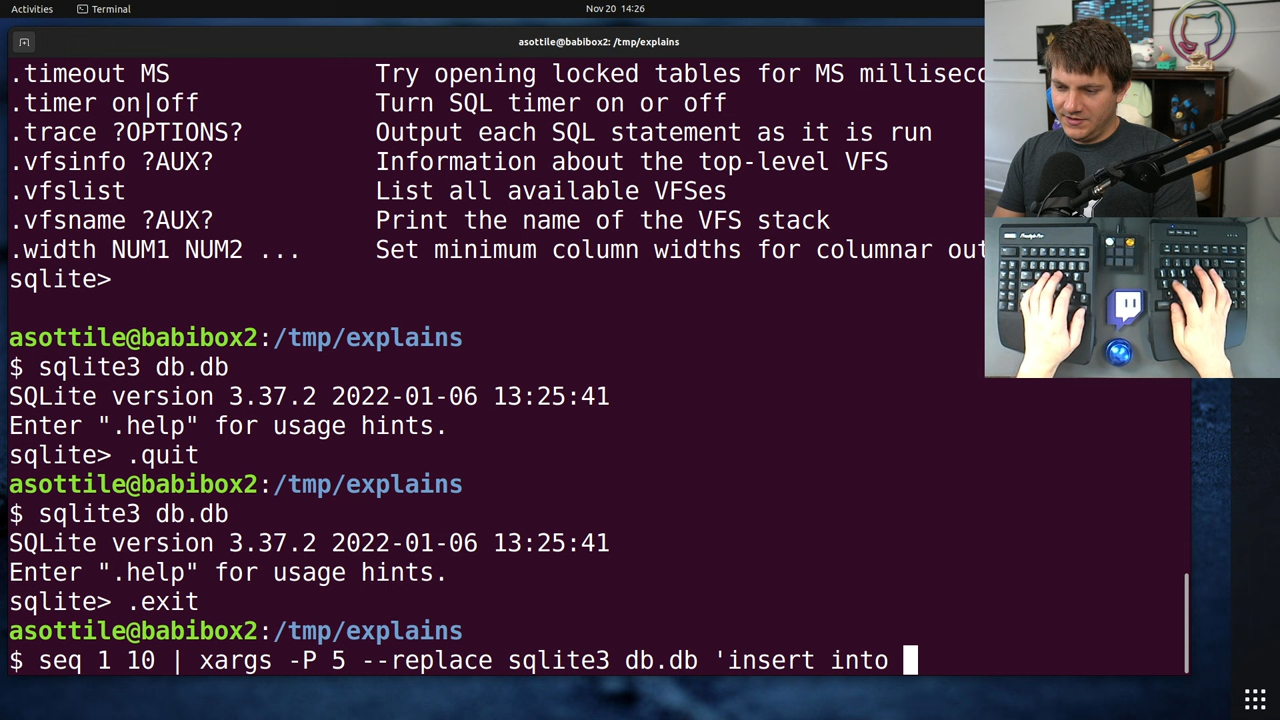 Activities
Terminal
Nov 20 14:26
asottile@babibox2: /tmp/explains
.timeout MS Try opening locked tables for MS millisec
.timer on|off Turn SQL timer on or off
.trace ?OPTIONS? Output each SQL statement as it is run
.vfsinfo ?AUX? Information about the top-level VFS
.vfslist List all available VFSes
.vfsname ?AUX? Print the name of the VFS stack
.width NUM1 NUM2 ... Set minimum column widths for columnar out
sqlite>
asottile@babibox2:/tmp/explains
$ sqlite3 db.db
SQLite version 3.37.2 2022-01-06 13:25:41
Enter ".help" for usage hints.
sqlite> .quit
asottile@babibox2:/tmp/explains
$ sqlite3 db.db
SQLite version 3.37.2 2022-01-06 13:25:41
Enter ".help" for usage hints.
sqlite> .exit
asottile@babibox2:/tmp/explains
$ seq 1 10 | xargs -P 5 --replace sqlite3 db.db 'insert into